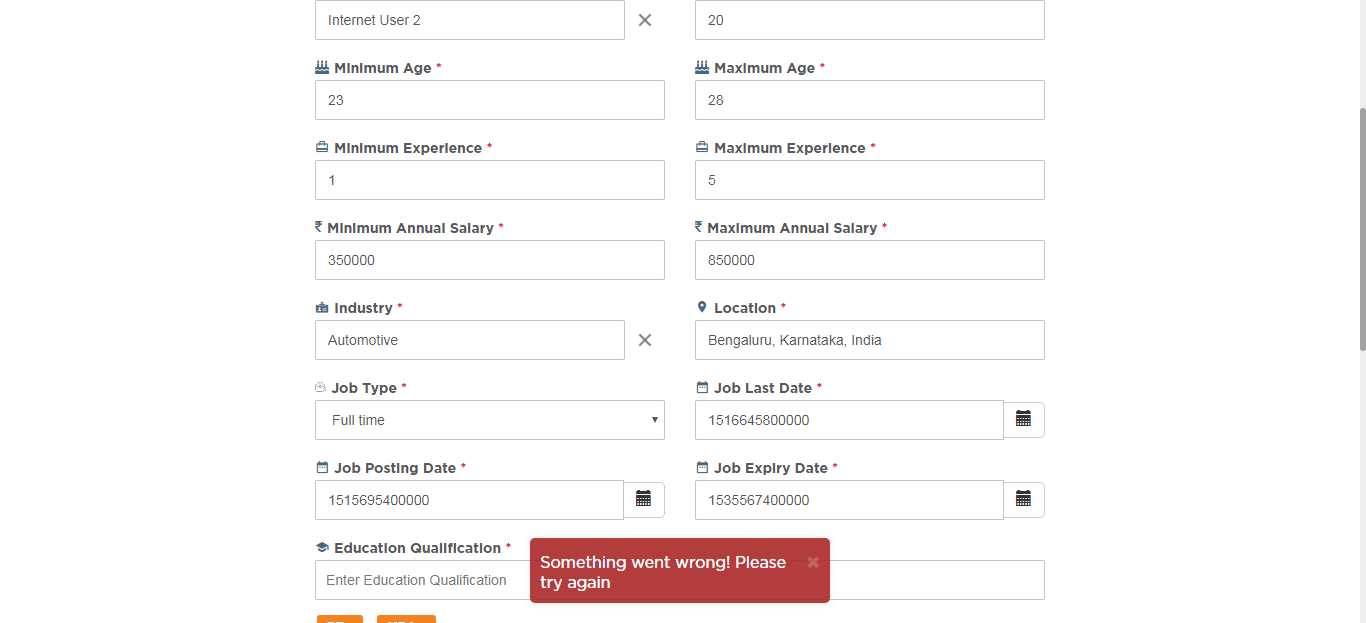 Internet User 2
20
Minimum Age *
Maximum Age *
23
28
Minimum Experience *
Maximum Experience *
1
5
₹ Minimum Annual Salary *
₹ Maximum Annual Salary *
350000
850000
Industry *
Location *
Automotive
Bengaluru, Karnataka, India
Job Type *
Job Last Date *
Full time
1516645800000
Job Posting Date *
Job Expiry Date *
1515695400000
1535567400000
Education Qualification *
Enter Education Qualification
Something went wrong! Please
try again